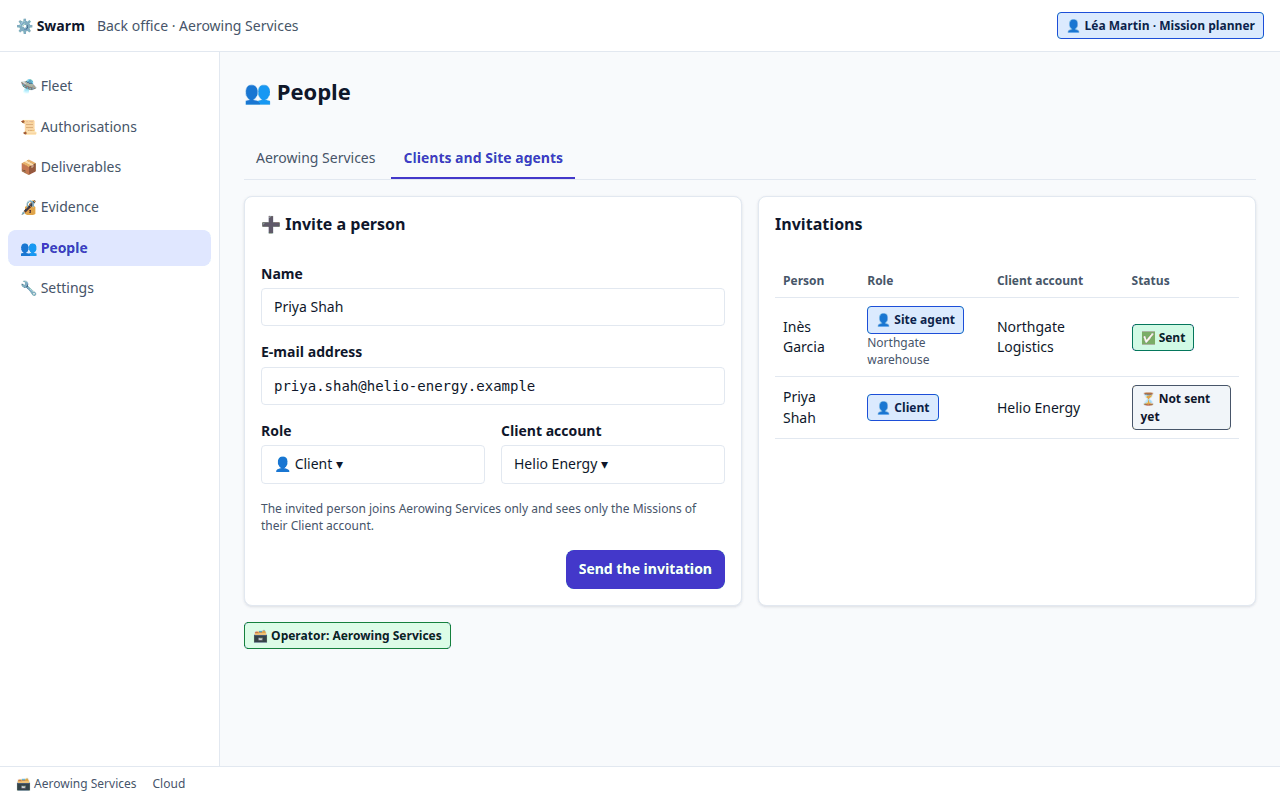 ⚙️ Swarm Back office · Aerowing Services
👤 Léa Martin · Mission planner
🛸 Fleet
📜 Authorisations
📦 Deliverables
🔏 Evidence
👥 People
🔧 Settings
👥 People
Aerowing Services
Clients and Site agents
➕ Invite a person
Name
Priya Shah
E-mail address
priya.shah@helio-energy.example
Role
Client account
👤 Client ▾
Helio Energy ▾
The invited person joins Aerowing Services only and sees only the Missions of
their Client account.
Send the invitation
Invitations
Person Role Client account Status
Inès
Garcia
👤 Site agent
Northgate
warehouse
Northgate
Logistics
✅ Sent
Priya
Shah
👤 Client
Helio Energy
⏳ Not sent
yet
🗃️ Operator: Aerowing Services
🗃️ Aerowing Services Cloud